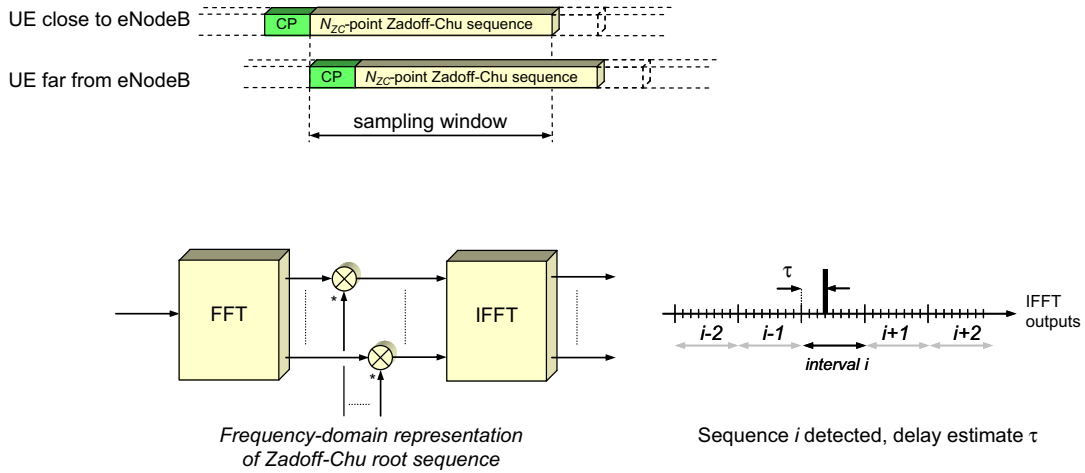 UE close to eNodeB
CP
N_ZC-point Zadoff-Chu sequence
UE far from eNodeB
CP
N_ZC-point Zadoff-Chu sequence
sampling window
FFT
*
*
IFFT
τ
IFFT
outputs
i-2
i-1
interval i
i+1
i+2
Frequency-domain representation
of Zadoff-Chu root sequence
Sequence i detected, delay estimate τ